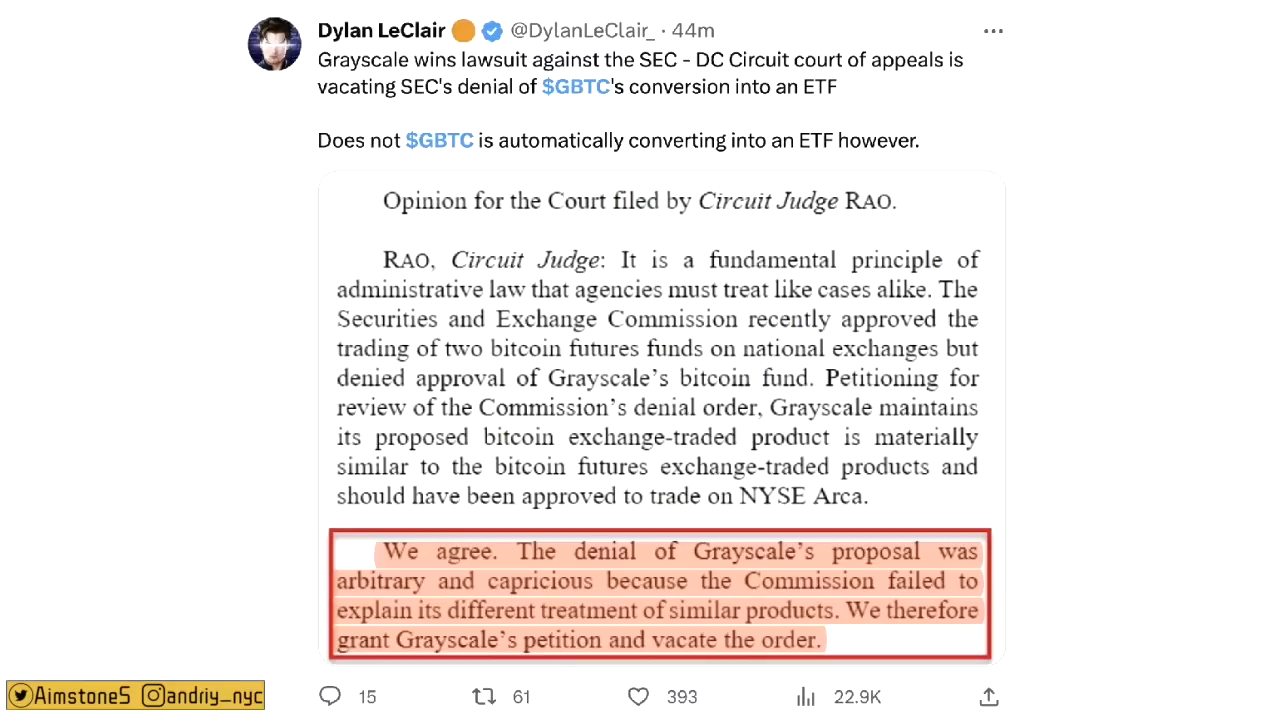 Dylan LeClair @DylanLeClair_ · 44m
Grayscale wins lawsuit against the SEC - DC Circuit court of appeals is
vacating SEC's denial of $GBTC's conversion into an ETF
Does not $GBTC is automatically converting into an ETF however.
Opinion for the Court filed by Circuit Judge RAO.
RAO, Circuit Judge: It is a fundamental principle of
administrative law that agencies must treat like cases alike. The
Securities and Exchange Commission recently approved the
trading of two bitcoin futures funds on national exchanges but
denied approval of Grayscale's bitcoin fund. Petitioning for
review of the Commission's denial order, Grayscale maintains
its proposed bitcoin exchange-traded product is materially
similar to the bitcoin futures exchange-traded products and
should have been approved to trade on NYSE Arca.
We agree. The denial of Grayscale's proposal was
arbitrary and capricious because the Commission failed to
explain its different treatment of similar products. We therefore
grant Grayscale's petition and vacate the order.
15 61 393 22.9K
Aimstone5 andriy_nyc